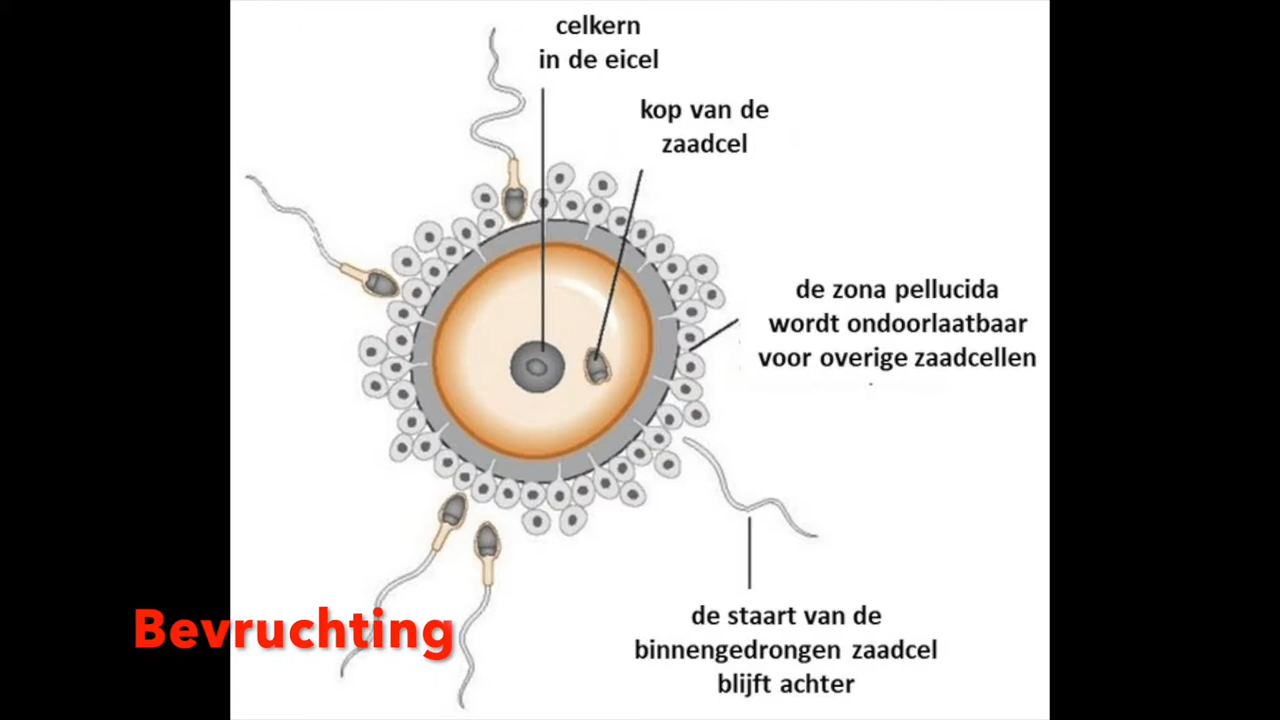 celkern
in de eicel
kop van de
zaadcel
de zona pellucida
wordt ondoorlaatbaar
voor overige zaadcellen
de staart van de
binnengedrongen zaadcel
blijft achter
Bevruchting